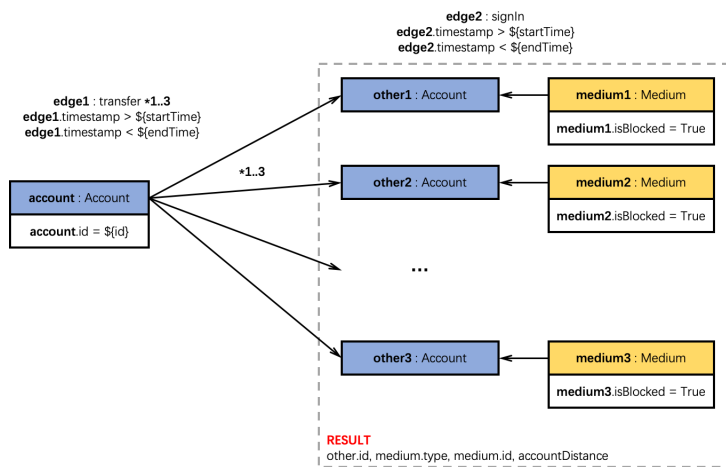 edge2 : signIn
edge2.timestamp > ${startTime}
edge2.timestamp < ${endTime}
edge1 : transfer *1..3
edge1.timestamp > ${startTime}
edge1.timestamp < ${endTime}
other1 : Account
medium1 : Medium
medium1.isBlocked = True
*1..3
other2 : Account
medium2 : Medium
medium2.isBlocked = True
account : Account
account.id = ${id}
...
other3 : Account
medium3 : Medium
medium3.isBlocked = True
RESULT
other.id, medium.type, medium.id, accountDistance